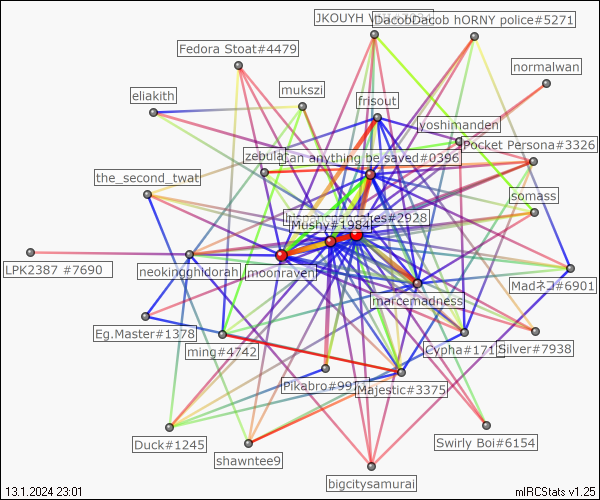 JKOUYH
DacobDacob hORNY police#5271
Fedora Stoat#4479
normalwan
mukszi
eliakith
frisout
yoshimanden
Pocket Persona#3326
zebular
an anything be saved#0396
the_second_twat
somass
#2928
Mushy#1984
LPK2387 #7690
neokingghidorah
moonraven
Madネコ#6901
marcemadness
Eg.Master#1378
ming#4742
Cypha#171
Silver#7938
Pikabro#99
Majestic#3375
Duck#1245
Swirly Boi#6154
shawntee9
bigcitysamurai
13.1.2024 23:01
mIRCStats v1.25